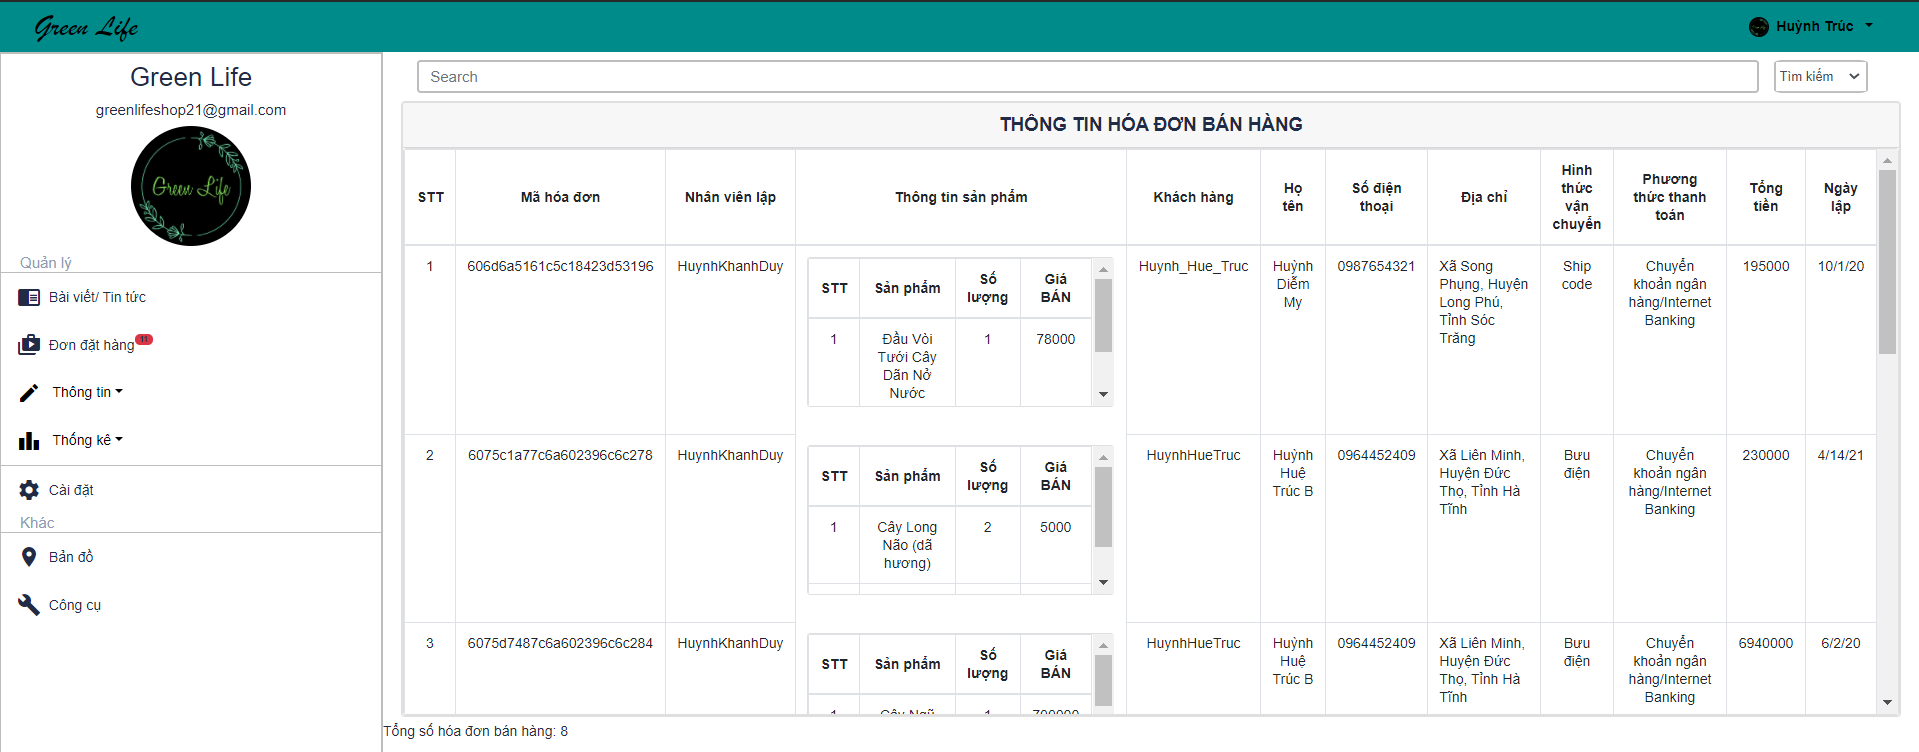 Green Life
Huỳnh Trúc
Green Life
greenlifeshop21@gmail.com
Green Life
Quản lý
Bài viết/ Tin tức
Đơn đặt hàng 11
Thông tin
Thống kê
Cài đặt
Khác
Bản đồ
Công cụ
Search
Tìm kiếm
THÔNG TIN HÓA ĐƠN BÁN HÀNG
STT
Mã hóa đơn
Nhân viên lập
Thông tin sản phẩm
Khách hàng
Họ
tên
Số điện
thoại
Địa chỉ
Hình
thức
vận
chuyển
Phương
thức thanh
toán
Tổng
tiền
Ngày
lập
1
606d6a5161c5c18423d53196
HuynhKhanhDuy
STT
Sản phẩm
Số
lượng
Giá
BÁN
1
Đầu Vòi
Tưới Cây
Dãn Nở
Nước
1
78000
Huynh_Hue_Truc
Huỳnh
Diễm
My
0987654321
Xã Song
Phụng, Huyện
Long Phú,
Tỉnh Sóc
Trăng
Ship
code
Chuyển
khoản ngân
hàng/Internet
Banking
195000
10/1/20
2
6075c1a77c6a602396c6c278
HuynhKhanhDuy
STT
Sản phẩm
Số
lượng
Giá
BÁN
1
Cây Long
Não (dã
hương)
2
5000
HuynhHueTruc
Huỳnh
Huệ
Trúc B
0964452409
Xã Liên Minh,
Huyện Đức
Thọ, Tỉnh Hà
Tĩnh
Bưu
điện
Chuyển
khoản ngân
hàng/Internet
Banking
230000
4/14/21
3
6075d7487c6a602396c6c284
HuynhKhanhDuy
STT
Sản phẩm
Số
lượng
Giá
BÁN
1
Cây Ngũ
1
HuynhHueTruc
Huỳnh
Huệ
Trúc B
0964452409
Xã Liên Minh,
Huyện Đức
Thọ, Tỉnh Hà
Tĩnh
Bưu
điện
Chuyển
khoản ngân
hàng/Internet
Banking
6940000
6/2/20
Tổng số hóa đơn bán hàng: 8